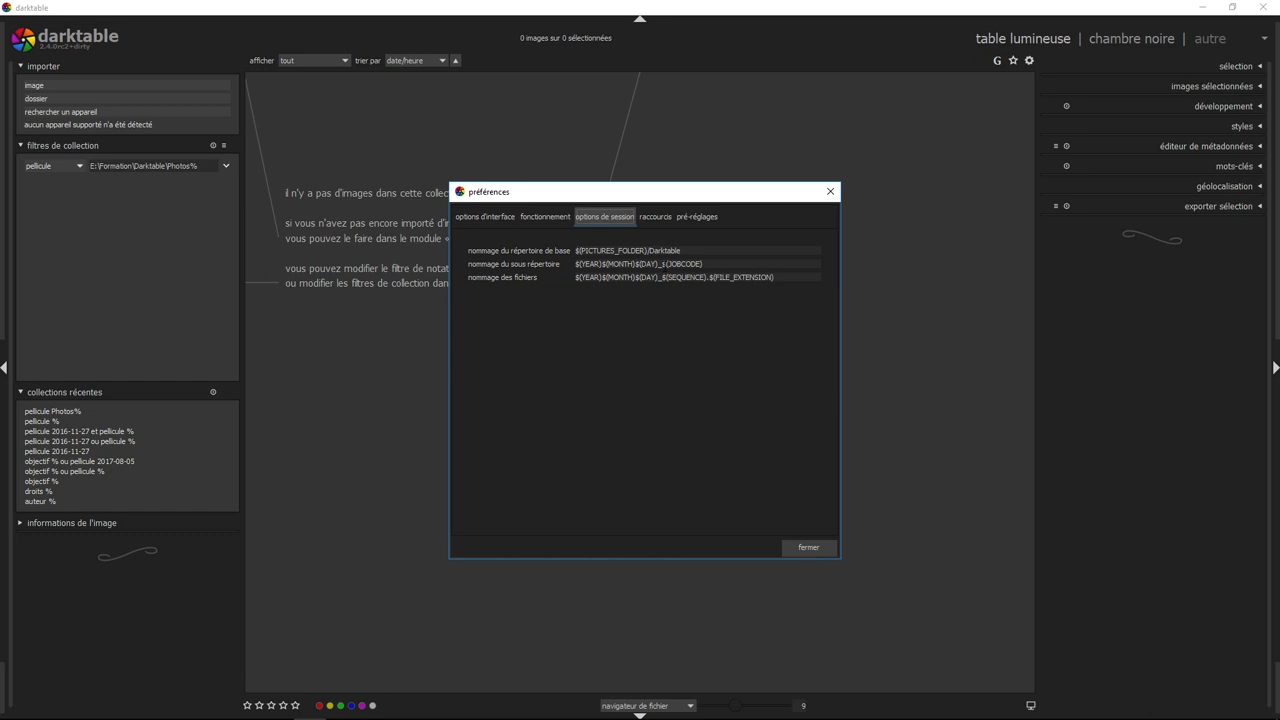 darktable
darktable
2.4.0rc2+dirty
0 images sur 0 sélectionnées
table lumineuse | chambre noire | autre
importer
image
dossier
rechercher un appareil
aucun appareil supporté n'a été détecté
filtres de collection
pellicule E:\Formation\Darktable\Photos%
collections récentes
pellicule Photos%
pellicule %
pellicule 2016-11-27 et pellicule %
pellicule 2016-11-27 ou pellicule %
pellicule 2016-11-27
objectif % ou pellicule 2017-08-05
objectif % ou pellicule %
objectif %
droits %
auteur %
informations de l'image
afficher tout trier par date/heure
G
il n'y a pas d'images dans cette collec
si vous n'avez pas encore importé d'i
vous pouvez le faire dans le module «
vous pouvez modifier le filtre de notat
ou modifier les filtres de collection dan
préférences
options d'interface fonctionnement options de session raccourcis pré-réglages
nommage du répertoire de base $(PICTURES_FOLDER)/Darktable
nommage du sous répertoire $(YEAR)$(MONTH)$(DAY)_$(JOBCODE)
nommage des fichiers $(YEAR)$(MONTH)$(DAY)_$(SEQUENCE).$(FILE_EXTENSION)
fermer
sélection
images sélectionnées
développement
styles
éditeur de métadonnées
mots-clés
géolocalisation
exporter sélection
navigateur de fichier 9